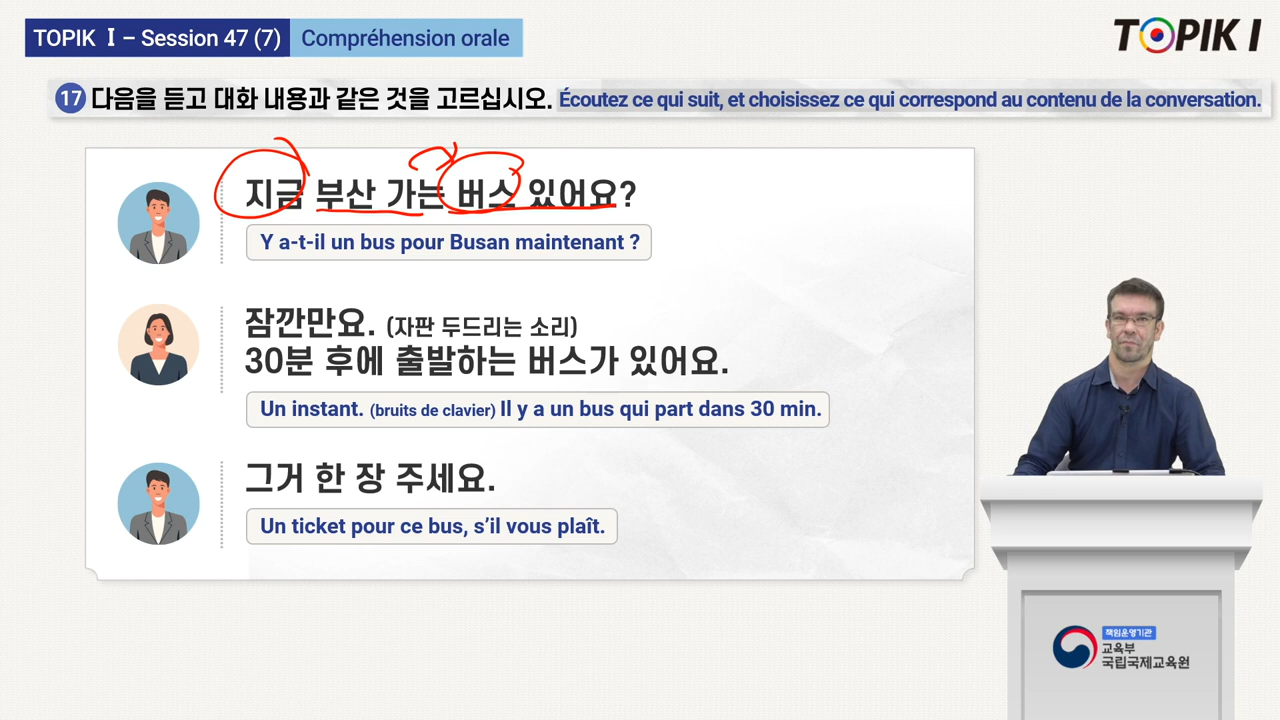 TOPIK Ⅰ – Session 47 (7) Compréhension orale
TOPIK I
17 다음을 듣고 대화 내용과 같은 것을 고르십시오. Écoutez ce qui suit, et choisissez ce qui correspond au contenu de la conversation.
지금 부산 가는 버스 있어요?
Y a-t-il un bus pour Busan maintenant ?
잠깐만요. (자판 두드리는 소리)
30분 후에 출발하는 버스가 있어요.
Un instant. (bruits de clavier) Il y a un bus qui part dans 30 min.
그거 한 장 주세요.
Un ticket pour ce bus, s’il vous plaît.
책임운영기관
교육부
국립국제교육원